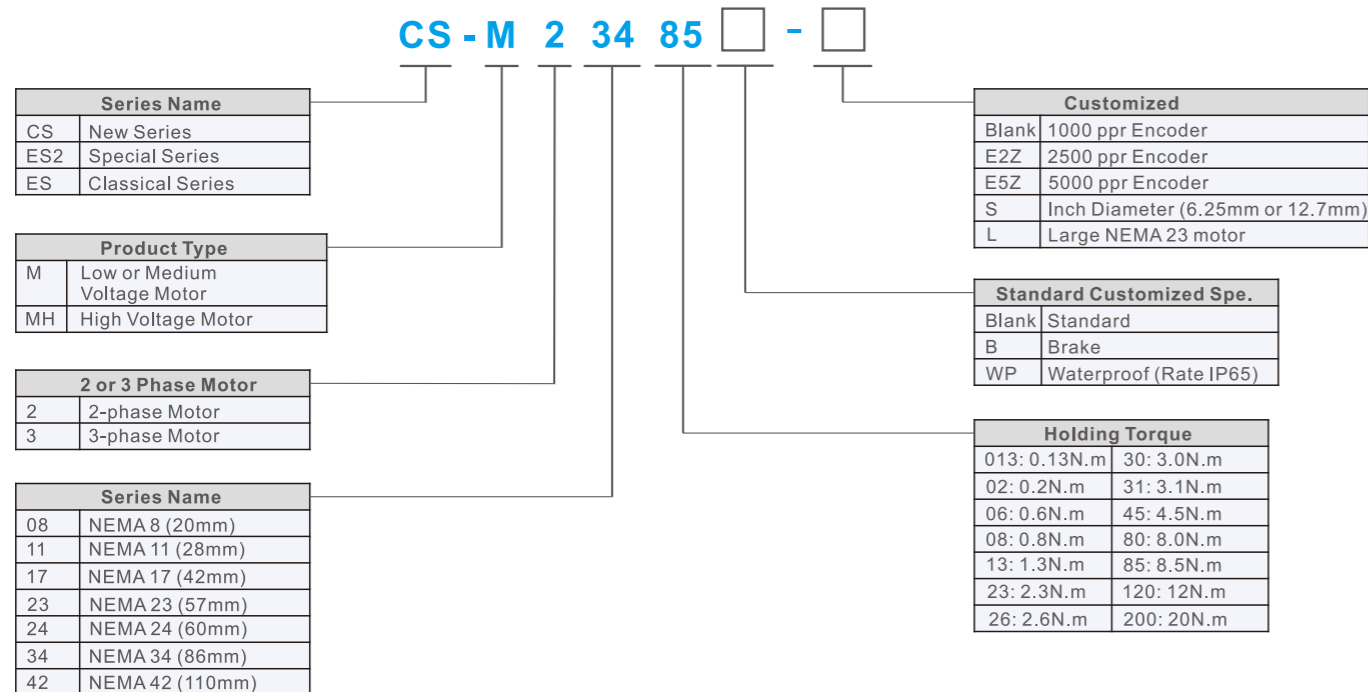 CS - M 2 34 85 □ - □
Series Name
CS New Series
ES2 Special Series
ES Classical Series
Product Type
M Low or Medium
Voltage Motor
MH High Voltage Motor
2 or 3 Phase Motor
2 2-phase Motor
3 3-phase Motor
Series Name
08 NEMA 8 (20mm)
11 NEMA 11 (28mm)
17 NEMA 17 (42mm)
23 NEMA 23 (57mm)
24 NEMA 24 (60mm)
34 NEMA 34 (86mm)
42 NEMA 42 (110mm)
Customized
Blank 1000 ppr Encoder
E2Z 2500 ppr Encoder
E5Z 5000 ppr Encoder
S Inch Diameter (6.25mm or 12.7mm)
L Large NEMA 23 motor
Standard Customized Spe.
Blank Standard
B Brake
WP Waterproof (Rate IP65)
Holding Torque
013: 0.13N.m 30: 3.0N.m
02: 0.2N.m 31: 3.1N.m
06: 0.6N.m 45: 4.5N.m
08: 0.8N.m 80: 8.0N.m
13: 1.3N.m 85: 8.5N.m
23: 2.3N.m 120: 12N.m
26: 2.6N.m 200: 20N.m